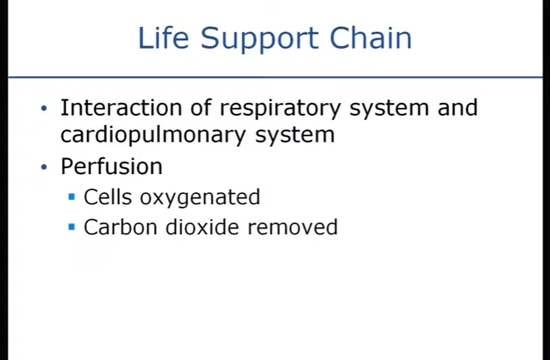 Life Support Chain
• Interaction of respiratory system and
cardiopulmonary system
• Perfusion
▪ Cells oxygenated
▪ Carbon dioxide removed